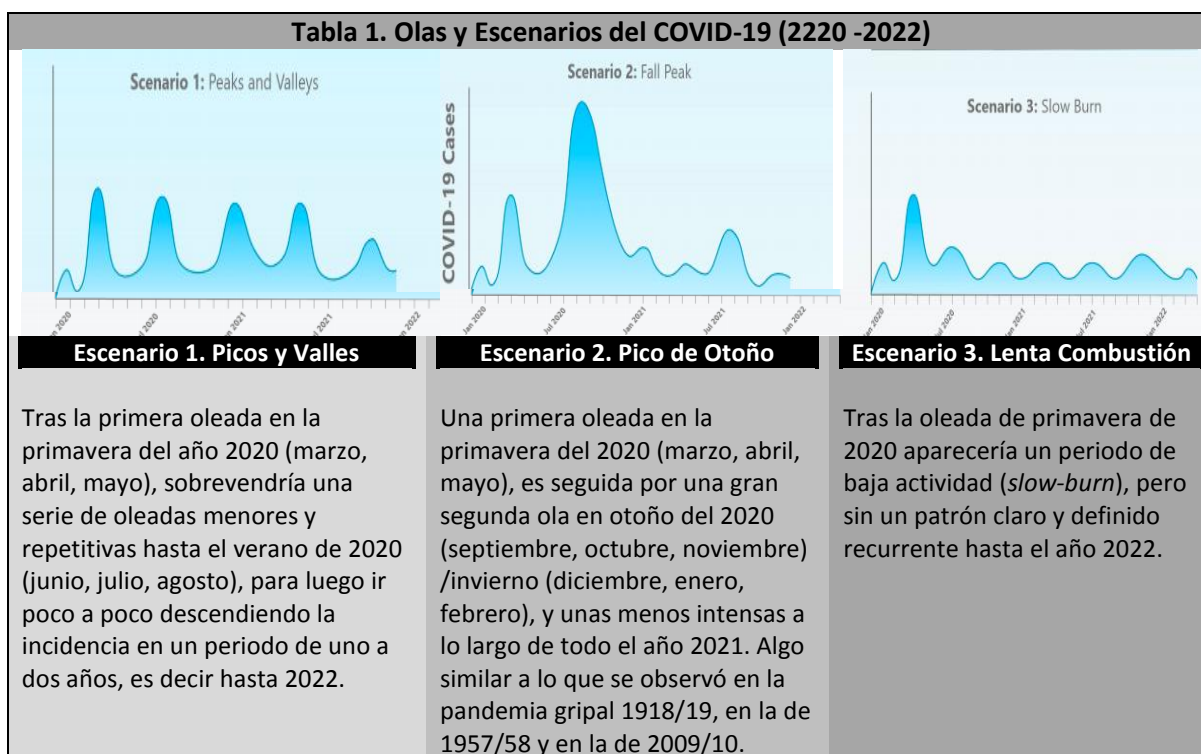 Tabla 1. Olas y Escenarios del COVID-19 (2220 -2022)
Scenario 1: Peaks and Valleys
2020
2020
Jan 2021
Jul 2021
Jan 2022
Scenario 2: Fall Peak
COVID-19 Cases
Jan 2020
Jul 2020
Jan 2021
Jul 2021
Jan 2022
Scenario 3: Slow Burn
Jan 2020
Jul 2020
Jan 2021
Jul 2021
Jan 2022
Escenario 1. Picos y Valles
Tras la primera oleada en la
primavera del año 2020 (marzo,
abril, mayo), sobrevendría una
serie de oleadas menores y
repetitivas hasta el verano de 2020
(junio, julio, agosto), para luego ir
poco a poco descendiendo la
incidencia en un periodo de uno a
dos años, es decir hasta 2022.
Escenario 2. Pico de Otoño
Una primera oleada en la
primavera del 2020 (marzo, abril,
mayo), es seguida por una gran
segunda ola en otoño del 2020
(septiembre, octubre, noviembre)
/invierno (diciembre, enero,
febrero), y unas menos intensas a
lo largo de todo el año 2021. Algo
similar a lo que se observó en la
pandemia gripal 1918/19, en la de
1957/58 y en la de 2009/10.
Escenario 3. Lenta Combustión
Tras la oleada de primavera de
2020 aparecería un periodo de
baja actividad (slow-burn), pero
sin un patrón claro y definido
recurrente hasta el año 2022.